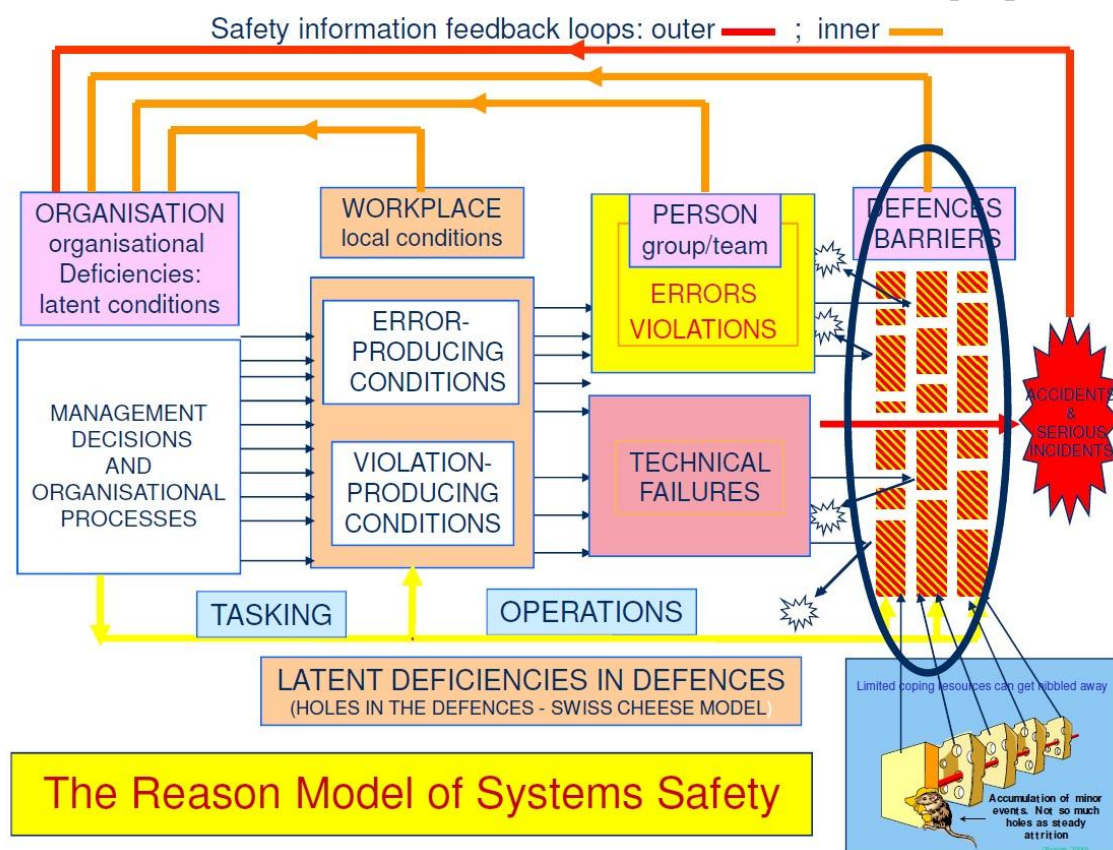 Safety information feedback loops: outer ; inner
ORGANISATION
organisational
Deficiencies:
latent conditions
WORKPLACE
local conditions
PERSON
group/team
ERRORS
VIOLATIONS
DEFENCES
BARRIERS
MANAGEMENT
DECISIONS
AND
ORGANISATIONAL
PROCESSES
ERROR-
PRODUCING
CONDITIONS
VIOLATION-
PRODUCING
CONDITIONS
TECHNICAL
FAILURES
ACCIDENTS
&
SERIOUS
INCIDENTS
TASKING
OPERATIONS
LATENT DEFICIENCIES IN DEFENCES
(HOLES IN THE DEFENCES - SWISS CHEESE MODEL)
The Reason Model of Systems Safety
Limited coping resources can get nibbled away
Accumulation of minor
events. Not so much
holes as steady
attrition